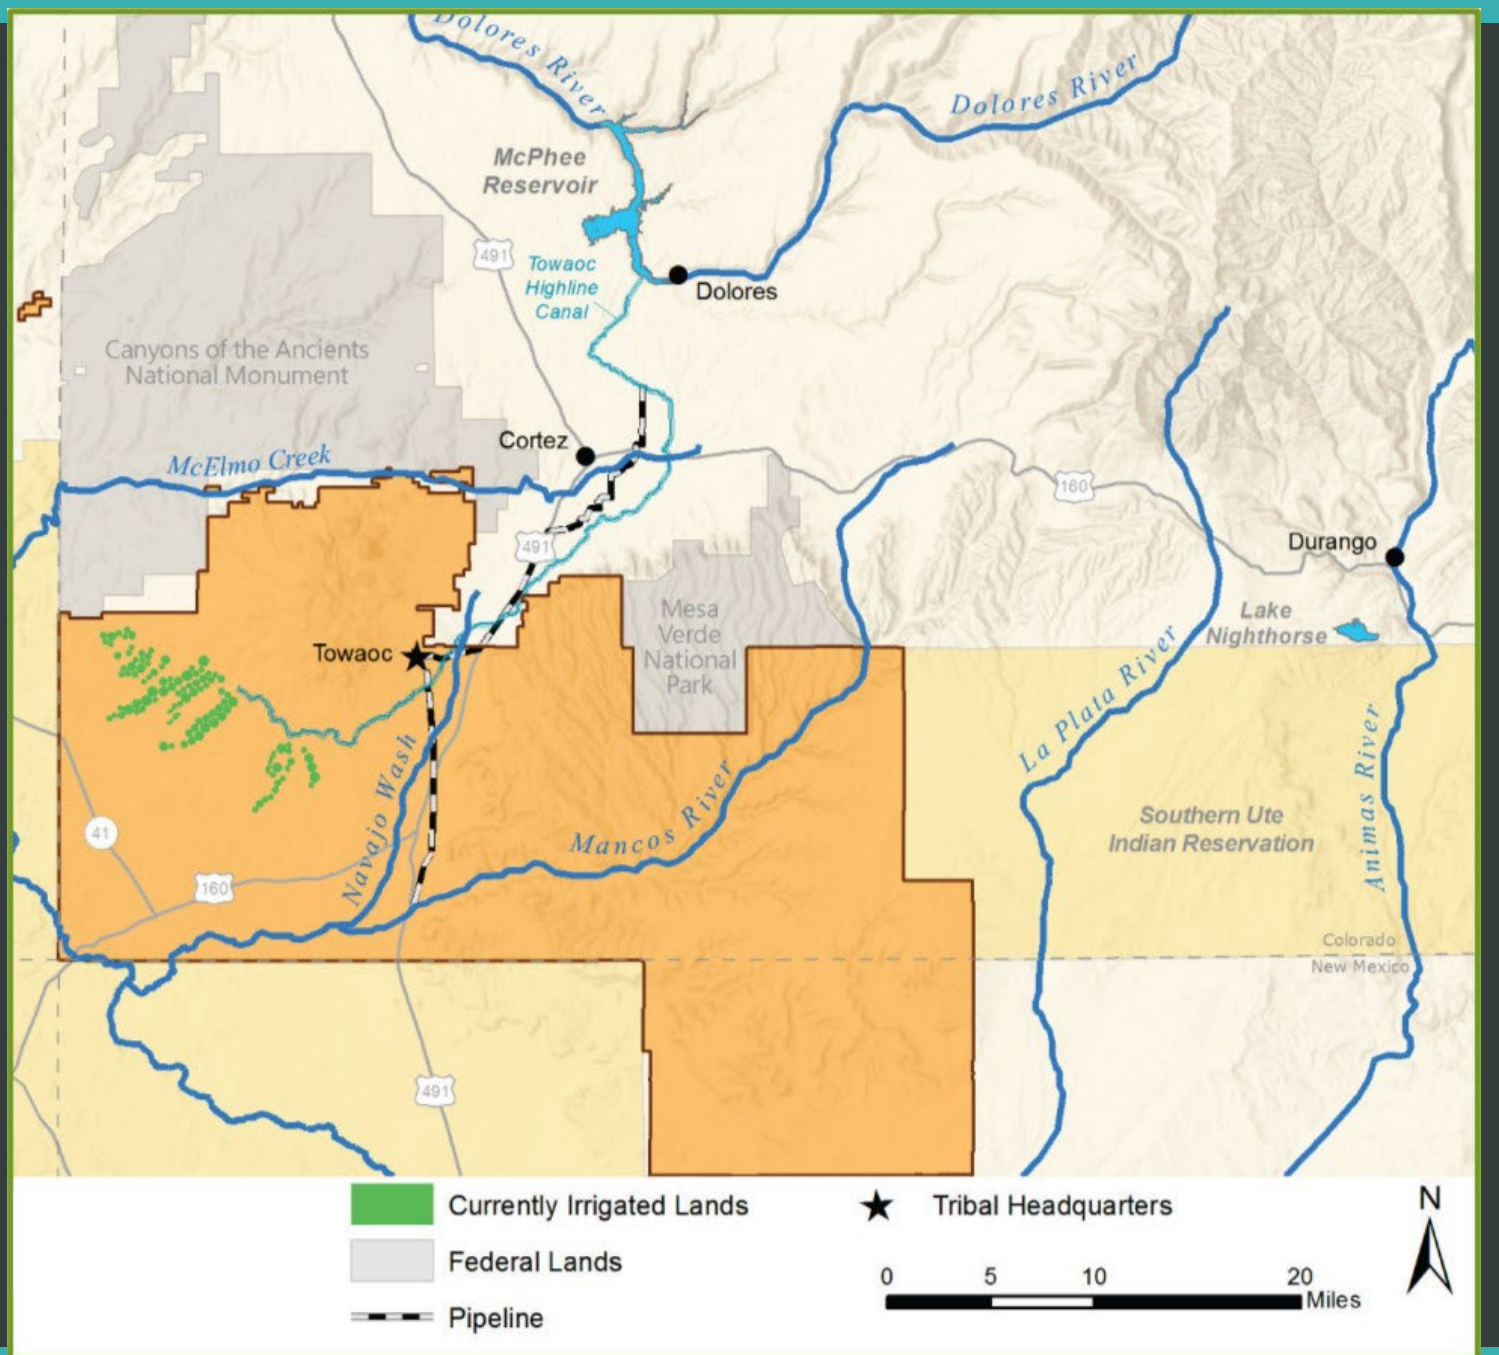 Dolores River
Dolores River
McPhee
Reservoir
491
Towaoc
Highline
Canal
Dolores
Canyons of the Ancients
National Monument
Cortez
McElmo Creek
160
491
Durango
Mesa
Verde
National
Park
Lake
Nighthorse
Towaoc
La Plata River
Navajo Wash
Mancos River
Animas River
Southern Ute
Indian Reservation
41
160
Colorado
New Mexico
491
Currently Irrigated Lands
Tribal Headquarters
N
Federal Lands
0 5 10 20
Miles
Pipeline